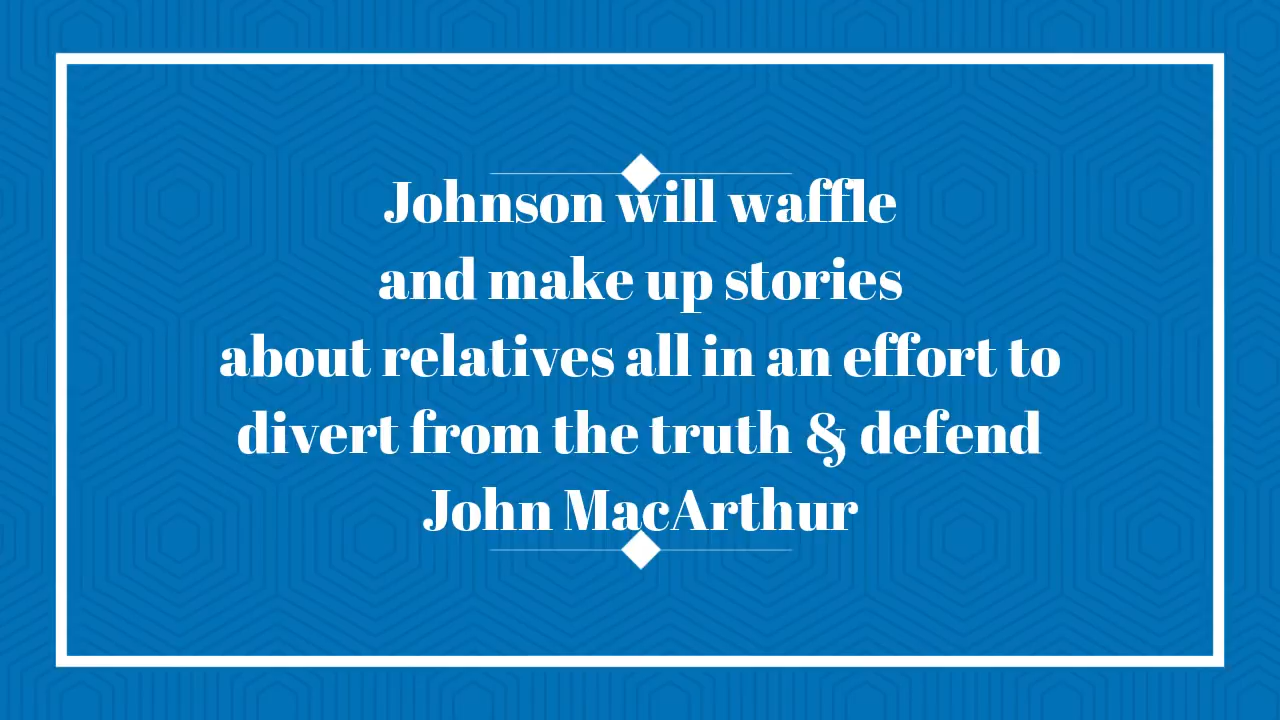 Johnson will waffle
and make up stories
about relatives all in an effort to
divert from the truth & defend
John MacArthur